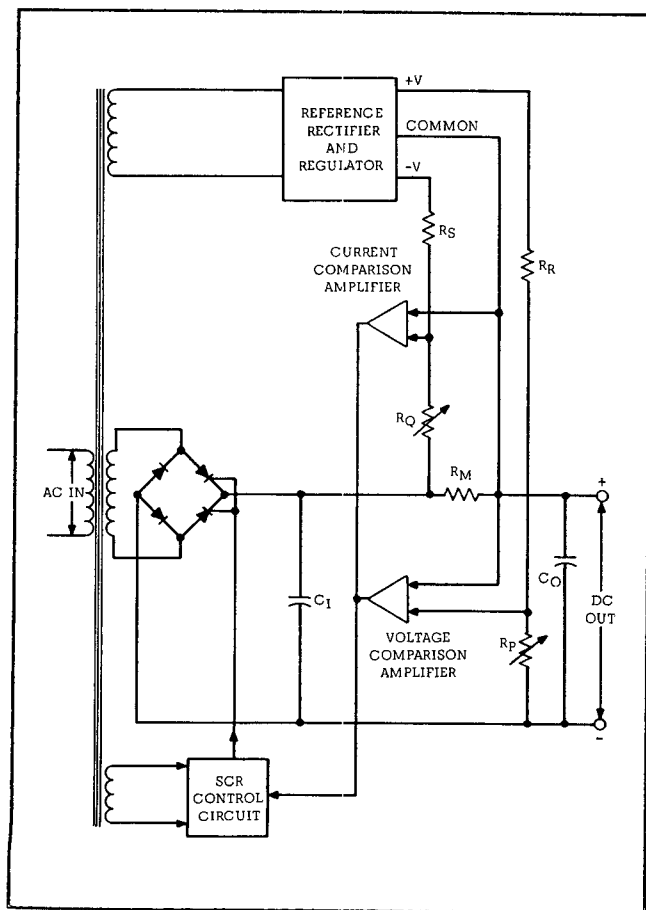 +V
REFERENCE
RECTIFIER
AND
REGULATOR
COMMON
-V
RS
RR
CURRENT
COMPARISON
AMPLIFIER
RQ
RM
AC IN
+
CI
CO
DC
OUT
VOLTAGE
COMPARISON
AMPLIFIER
RP
-
SCR
CONTROL
CIRCUIT